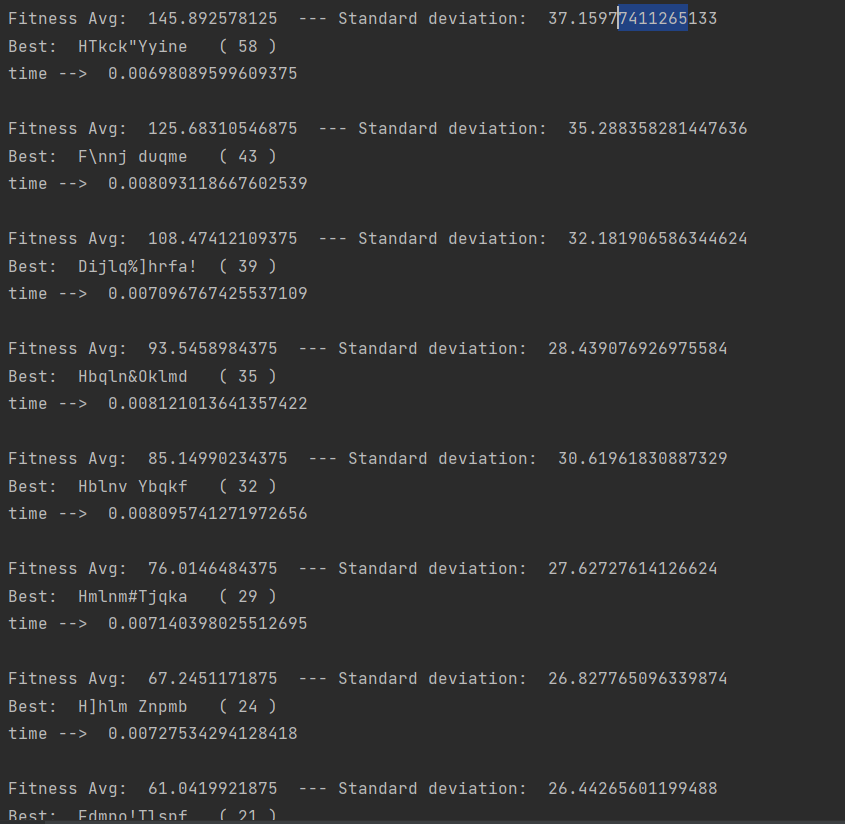 Fitness Avg:  145.892578125  --- Standard deviation:  37.15977411265133
Best:  HTkck"Yyine   ( 58 )
time -->  0.00698089599609375
Fitness Avg:  125.68310546875  --- Standard deviation:  35.288358281447636
Best:  F\nnj duqme   ( 43 )
time -->  0.008093118667602539
Fitness Avg:  108.47412109375  --- Standard deviation:  32.181906586344624
Best:  Dijlq%]hrfa!  ( 39 )
time -->  0.007096767425537109
Fitness Avg:  93.5458984375  --- Standard deviation:  28.439076926975584
Best:  Hbqln&Oklmd   ( 35 )
time -->  0.008121013641357422
Fitness Avg:  85.14990234375  --- Standard deviation:  30.61961830887329
Best:  Hblnv Ybqkf   ( 32 )
time -->  0.008095741271972656
Fitness Avg:  76.0146484375  --- Standard deviation:  27.62727614126624
Best:  Hmlnm#Tjqka   ( 29 )
time -->  0.007140398025512695
Fitness Avg:  67.2451171875  --- Standard deviation:  26.827765096339874
Best:  H]hlm Znpmb   ( 24 )
time -->  0.00727534294128418
Fitness Avg:  61.0419921875  --- Standard deviation:  26.44265601199488
Best:  Fdmno!Tlsnf   ( 21 )